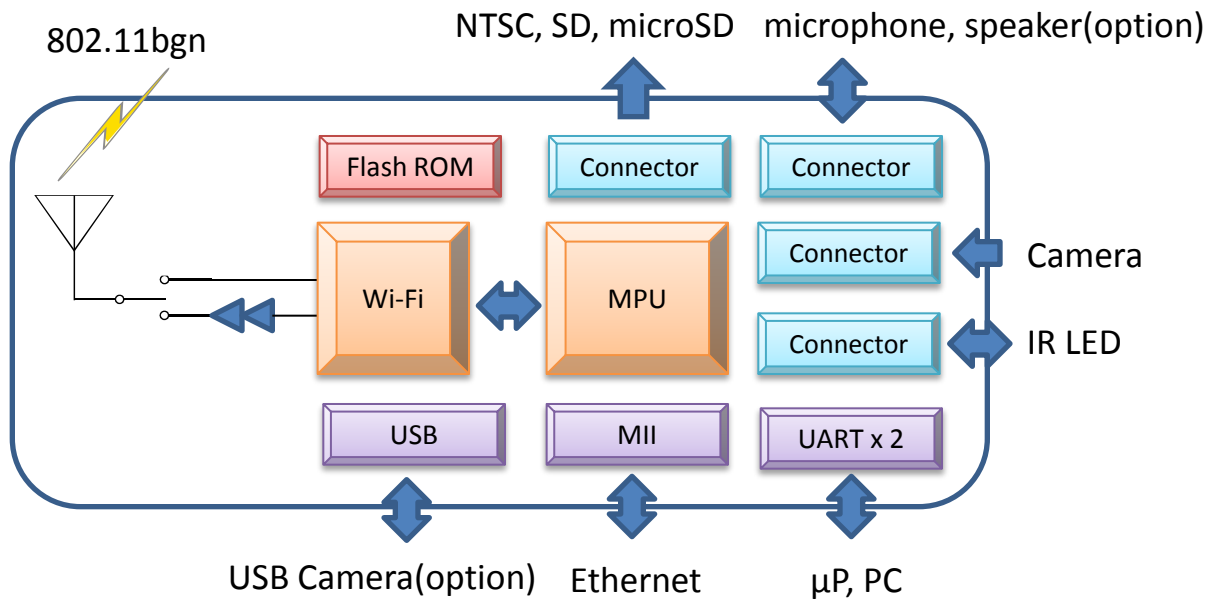 NTSC, SD, microSD
microphone, speaker(option)
802.11bgn
Flash ROM
Connector
Connector
Connector
Camera
Wi-Fi
MPU
Connector
IR LED
USB
MII
UART x 2
USB Camera(option)
Ethernet
µP, PC